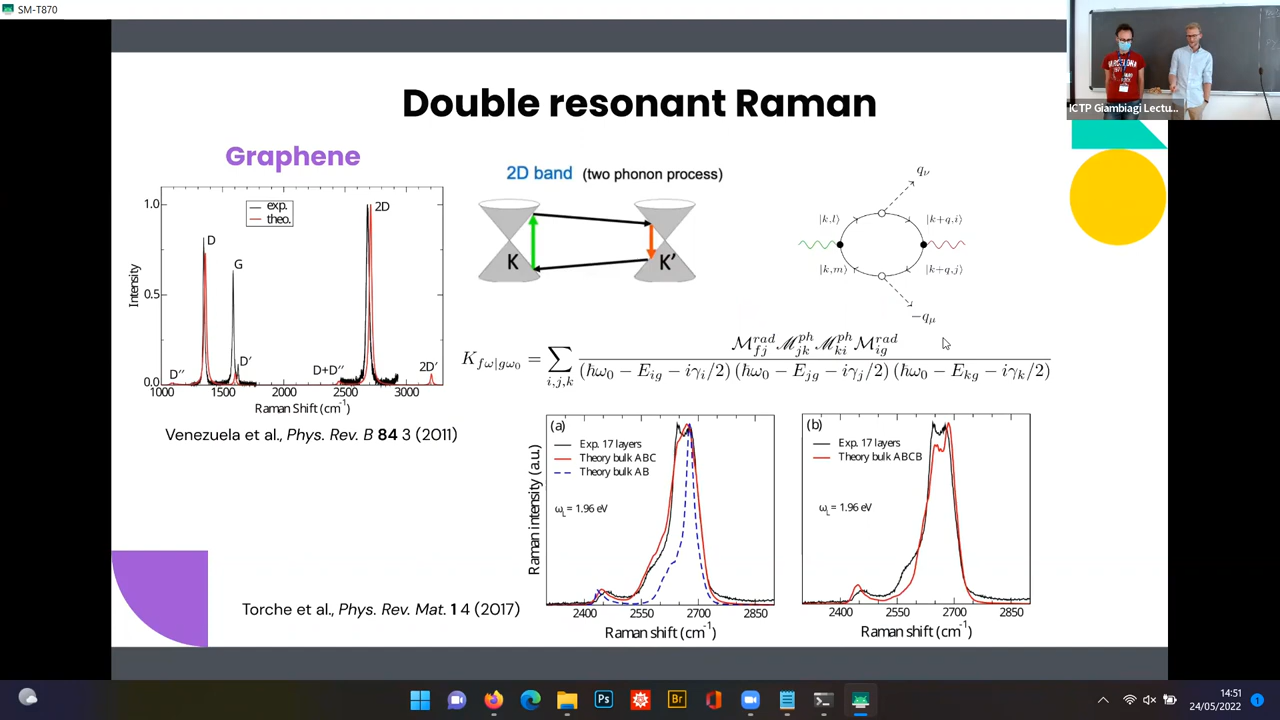 SM-T870
ICTP Giambiagi Lectu...
Double resonant Raman
Graphene
exp.
theo.
1.0
0.5
0.0
Intensity
D''
D
G
D'
D+D''
2D
2D'
1000 1500 2000 2500 3000
Raman Shift (cm⁻¹)
Venezuela et al., Phys. Rev. B 84 3 (2011)
2D band (two phonon process)
K
K'
q_ν
|k,l⟩
|k+q,i⟩
|k,m⟩
|k+q,j⟩
−q_μ
K_{fω|gω₀} = ∑_{i,j,k} M^{rad}_{fj} M^{ph}_{jk} M^{ph}_{ki} M^{rad}_{ig} / (ħω₀ − E_{ig} − iγ_i/2) (ħω₀ − E_{jg} − iγ_j/2) (ħω₀ − E_{kg} − iγ_k/2)
(a)
Exp. 17 layers
Theory bulk ABC
Theory bulk AB
ω_L = 1.96 eV
Raman intensity (a.u.)
2400 2550 2700 2850
Raman shift (cm⁻¹)
(b)
Exp. 17 layers
Theory bulk ABCB
ω_L = 1.96 eV
2400 2550 2700 2850
Raman shift (cm⁻¹)
Torche et al., Phys. Rev. Mat. 1 4 (2017)
Ps
Br
14:51
24/05/2022
1